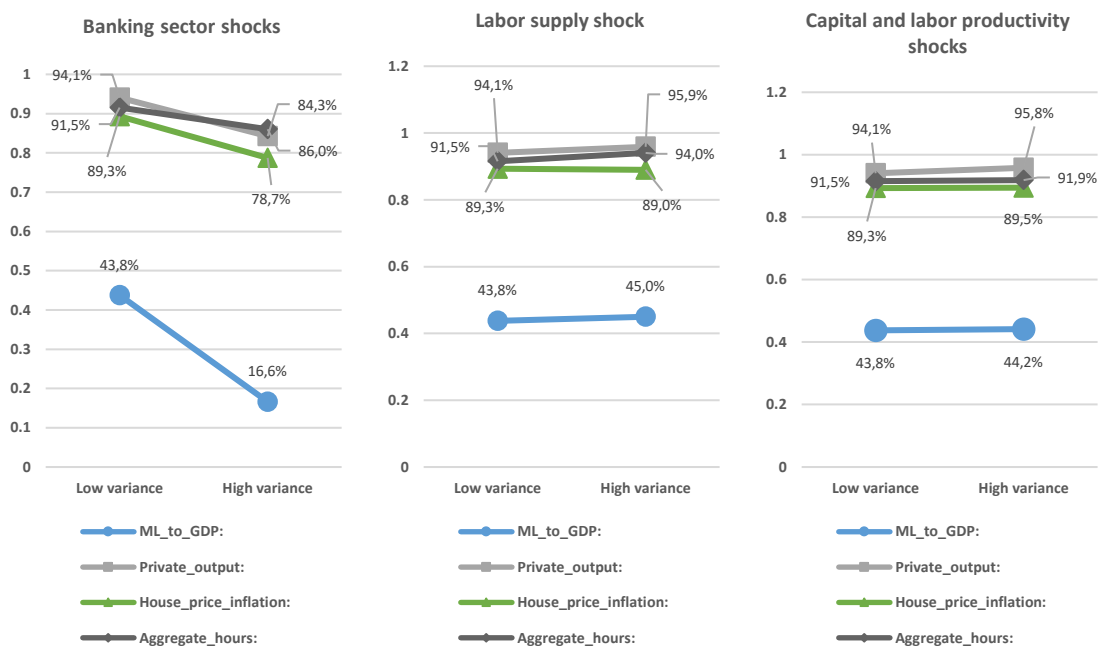 Banking sector shocks
1
0.9
0.8
0.7
0.6
0.5
0.4
0.3
0.2
0.1
0
94,1%
91,5%
89,3%
84,3%
86,0%
78,7%
43,8%
16,6%
Low variance
High variance
ML_to_GDP:
Private_output:
House_price_inflation:
Aggregate_hours:
Labor supply shock
1.2
1
0.8
0.6
0.4
0.2
0
94,1%
91,5%
89,3%
95,9%
94,0%
89,0%
43,8%
45,0%
Low variance
High variance
ML_to_GDP:
Private_output:
House_price_inflation:
Aggregate_hours:
Capital and labor productivity
shocks
1.2
1
0.8
0.6
0.4
0.2
0
94,1%
91,5%
89,3%
95,8%
91,9%
89,5%
43,8%
44,2%
Low variance
High variance
ML_to_GDP:
Private_output:
House_price_inflation:
Aggregate_hours: